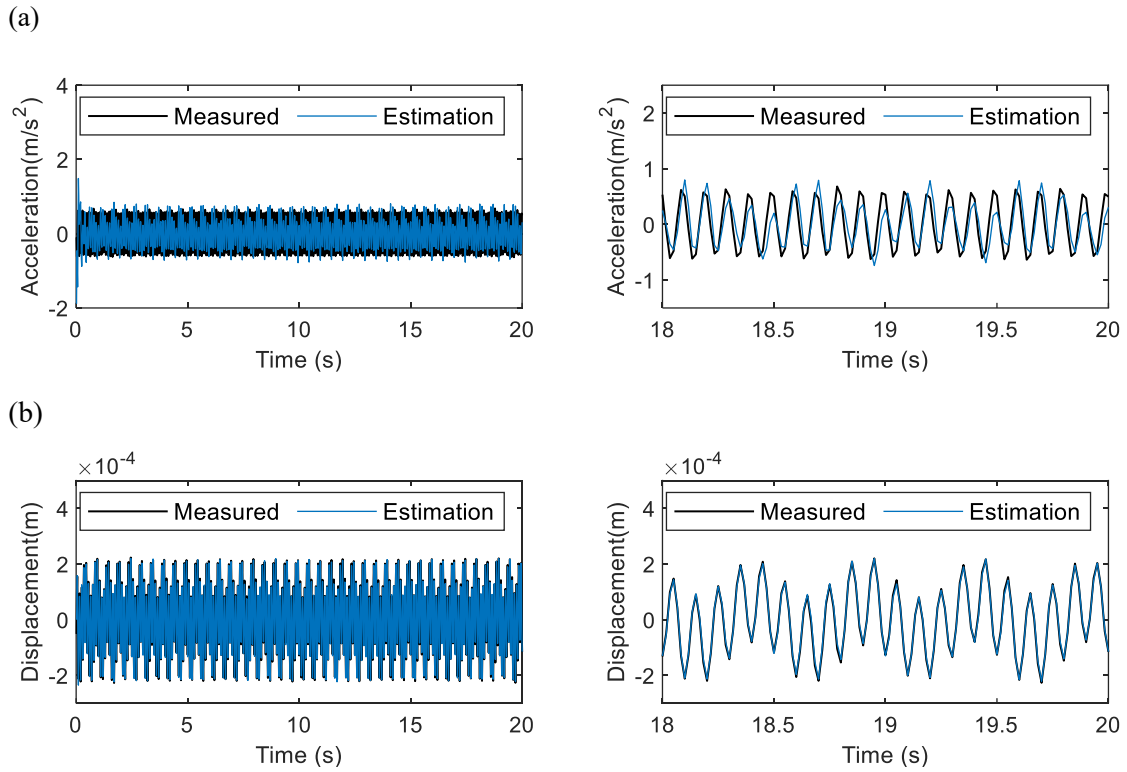 (a)
Acceleration(m/s²)
4
2
0
-2
Measured Estimation
0 5 10 15 20
Time (s)
Acceleration(m/s²)
2
1
0
-1
Measured Estimation
18 18.5 19 19.5 20
Time (s)
(b)
×10⁻⁴
Displacement(m)
4
2
0
-2
Measured Estimation
0 5 10 15 20
Time (s)
×10⁻⁴
Displacement(m)
4
2
0
-2
Measured Estimation
18 18.5 19 19.5 20
Time (s)